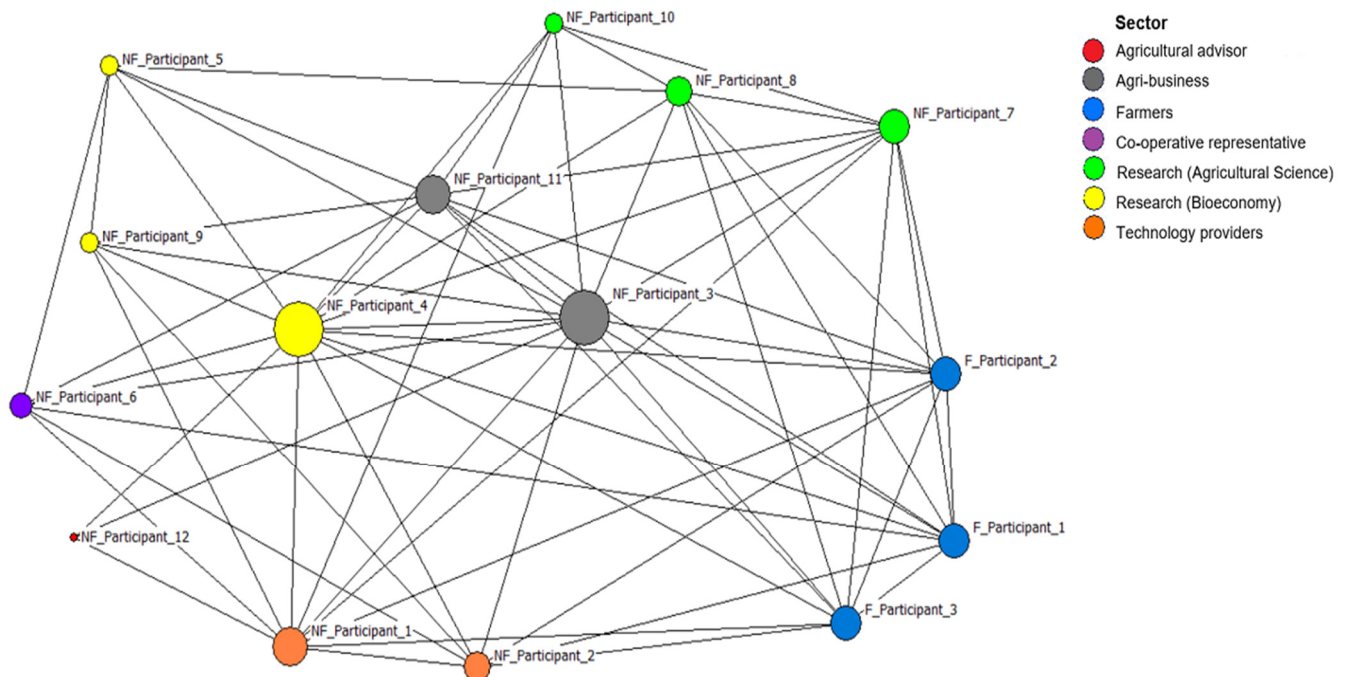 NF_Participant_10
NF_Participant_5
NF_Participant_8
NF_Participant_7
NF_Participant_11
NF_Participant_9
NF_Participant_4
NF_Participant_3
F_Participant_2
NF_Participant_6
F_Participant_1
NF_Participant_12
F_Participant_3
NF_Participant_1
NF_Participant_2
Sector
Agricultural advisor
Agri-business
Farmers
Co-operative representative
Research (Agricultural Science)
Research (Bioeconomy)
Technology providers